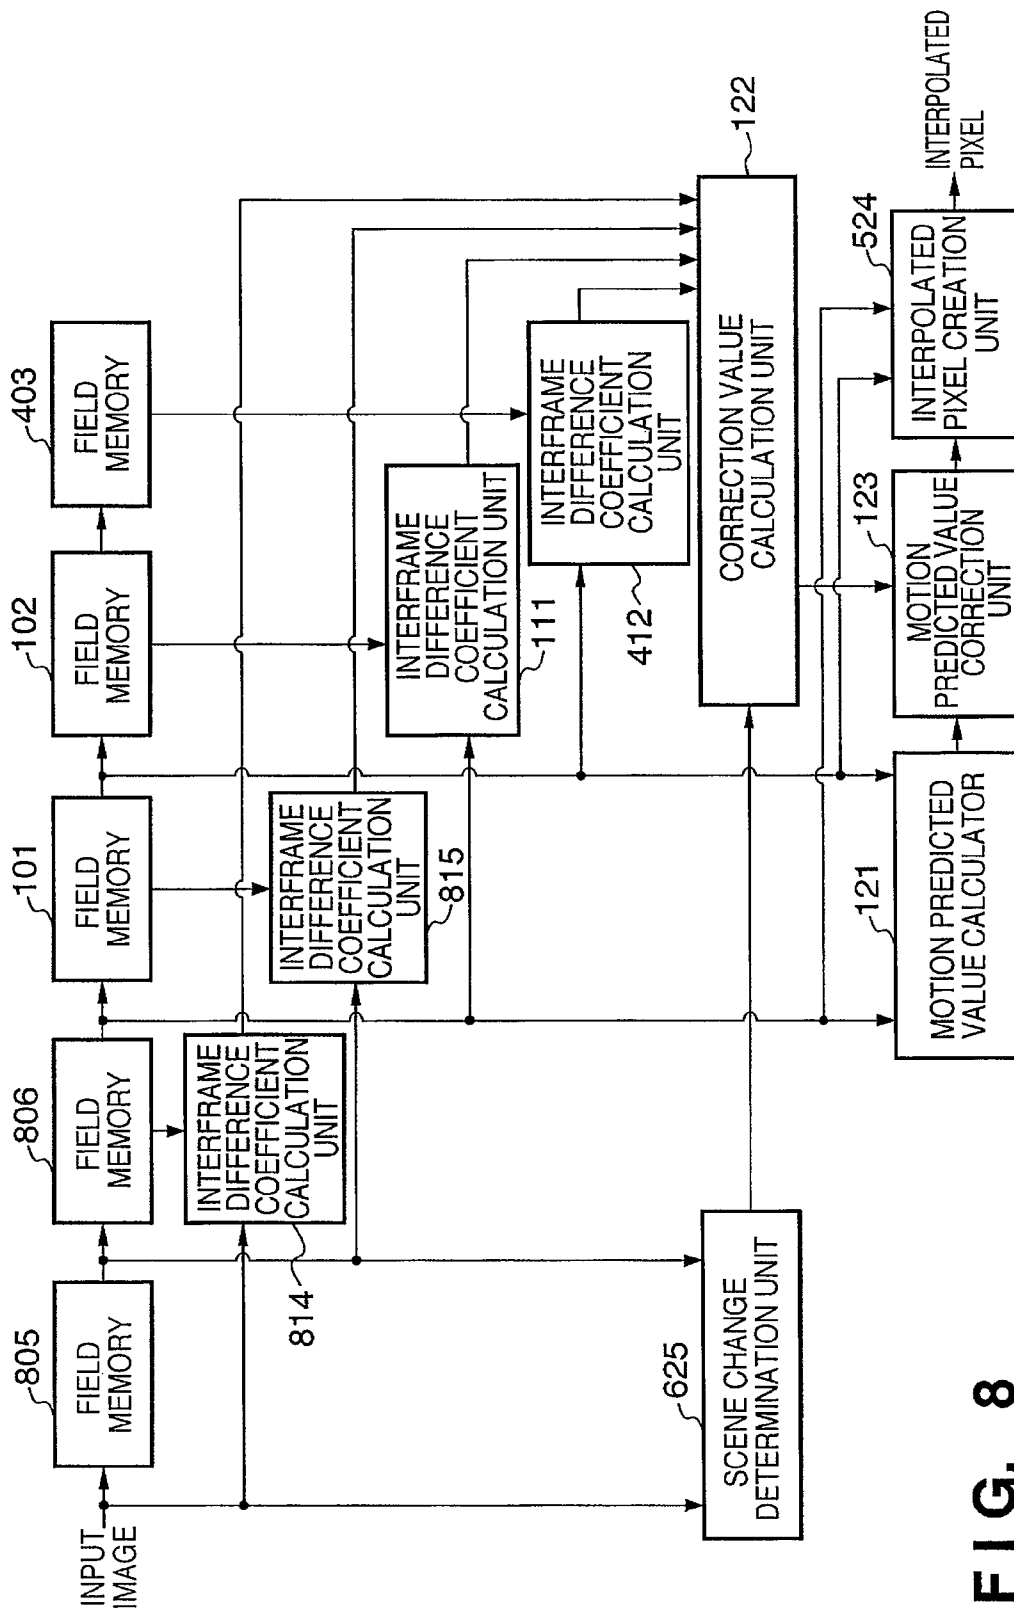 INPUT
IMAGE
805
FIELD
MEMORY
806
FIELD
MEMORY
101
FIELD
MEMORY
102
FIELD
MEMORY
403
FIELD
MEMORY
814
INTERFRAME
DIFFERENCE
COEFFICIENT
CALCULATION
UNIT
815
INTERFRAME
DIFFERENCE
COEFFICIENT
CALCULATION
UNIT
111
INTERFRAME
DIFFERENCE
COEFFICIENT
CALCULATION UNIT
412
INTERFRAME
DIFFERENCE
COEFFICIENT
CALCULATION
UNIT
625
SCENE CHANGE
DETERMINATION UNIT
122
CORRECTION VALUE
CALCULATION UNIT
121
MOTION PREDICTED
VALUE CALCULATOR
123
MOTION
PREDICTED VALUE
CORRECTION
UNIT
524
INTERPOLATED
PIXEL CREATION
UNIT
INTERPOLATED
PIXEL
FIG. 8